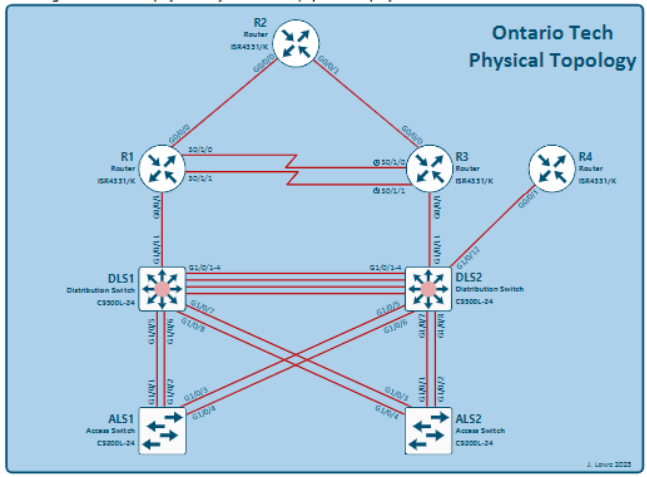 Ontario Tech
Physical Topology
R2
Router
ISR4331/K
G0/0/0
G0/0/1
G0/0/0
G0/0/0
R1
Router
ISR4331/K
S0/1/0
S0/1/1
S0/1/0
S0/1/1
R3
Router
ISR4331/K
R4
Router
ISR4331/K
G0/0/1
G0/0/1
G0/0/1
G1/0/11
G1/0/11
G1/0/12
DLS1
Distribution Switch
G1/0/1-4
G1/0/1-4
DLS2
Distribution Switch
G1/0/7
G1/0/8
G1/0/5
G1/0/6
G1/0/5
G1/0/6
G1/0/7
G1/0/8
G1/0/1
G1/0/2
G1/0/3
G1/0/4
G1/0/3
G1/0/4
G1/0/1
G1/0/2
ALS1
Access Switch
C9200L-24
ALS2
Access Switch
C9200L-24
J. Lowe 2023